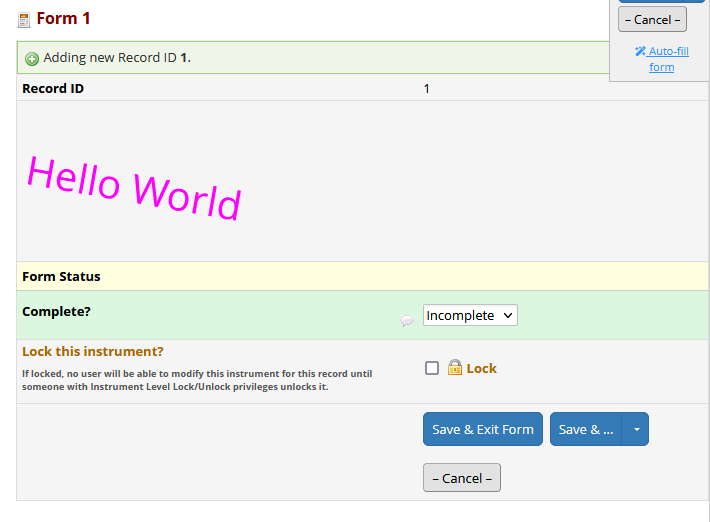 Form 1
– Cancel –
Auto-fill
form
Adding new Record ID 1.
Record ID 1
Hello World
Form Status
Complete? Incomplete
Lock this instrument?
If locked, no user will be able to modify this instrument for this record until
someone with Instrument Level Lock/Unlock privileges unlocks it.
Lock
Save & Exit Form Save & ...
– Cancel –